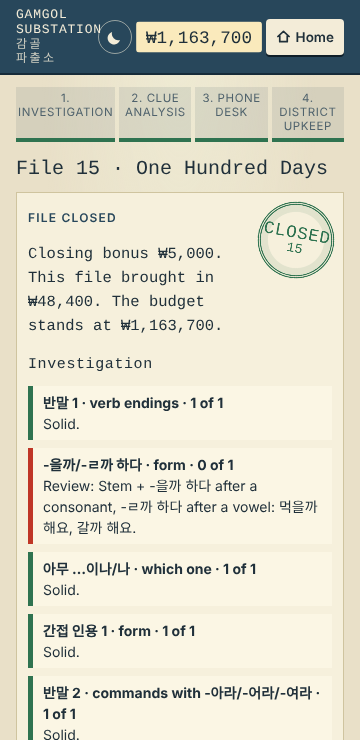 GAMGOL
SUBSTATION
감골
파출소
₩1,163,700
Home
1.
INVESTIGATION
2. CLUE
ANALYSIS
3. PHONE
DESK
4.
DISTRICT
UPKEEP
File 15 · One Hundred Days
FILE CLOSED
CLOSED
15
Closing bonus ₩5,000.
This file brought in
₩48,400. The budget
stands at ₩1,163,700.
Investigation
반말 1 · verb endings · 1 of 1
Solid.
-을까/-ㄹ까 하다 · form · 0 of 1
Review: Stem + -을까 하다 after a
consonant, -ㄹ까 하다 after a vowel: 먹을까
해요, 갈까 해요.
아무 …이나/나 · which one · 1 of 1
Solid.
간접 인용 1 · form · 1 of 1
Solid.
반말 2 · commands with -아라/-어라/-여라 ·
1 of 1
Solid.